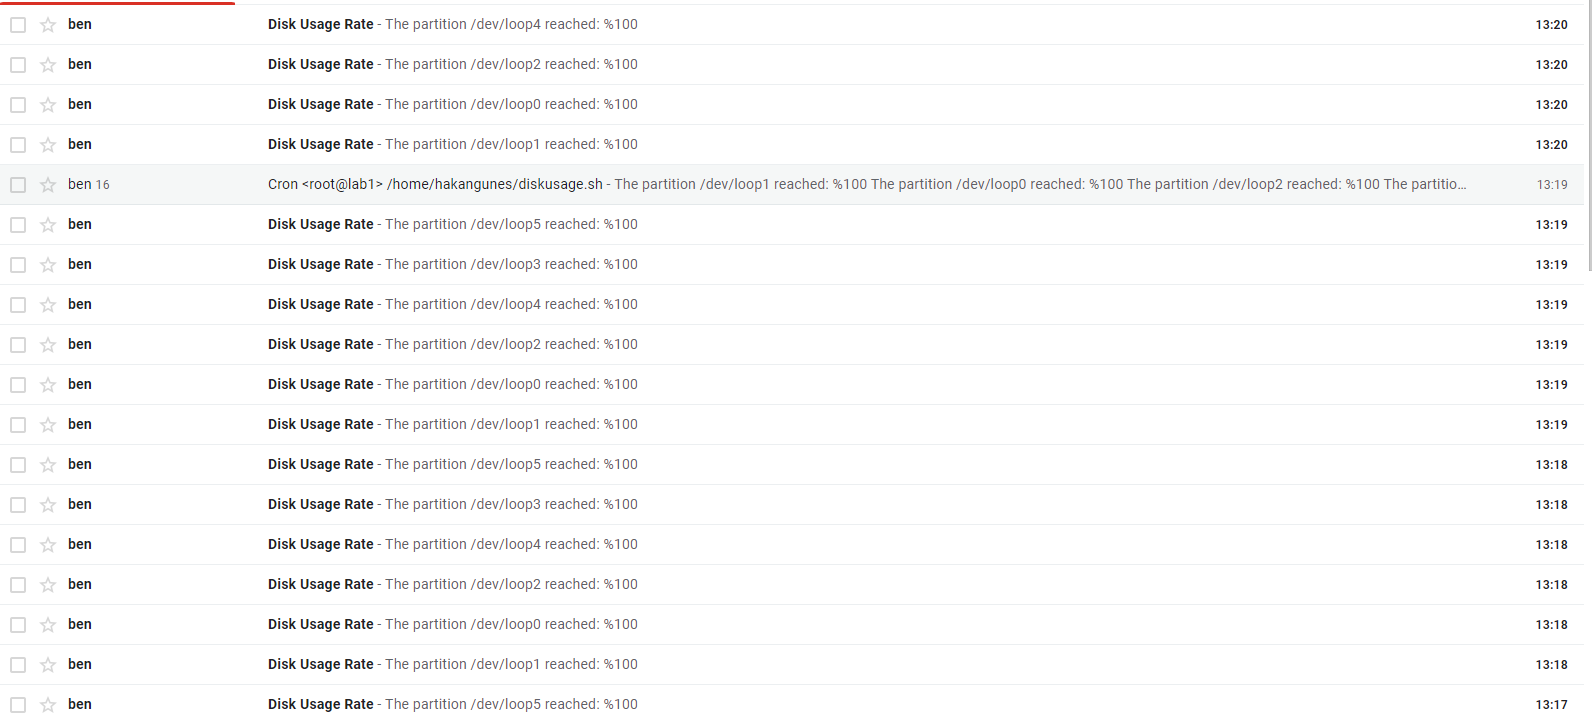 ben Disk Usage Rate - The partition /dev/loop4 reached: %100 13:20
ben Disk Usage Rate - The partition /dev/loop2 reached: %100 13:20
ben Disk Usage Rate - The partition /dev/loop0 reached: %100 13:20
ben Disk Usage Rate - The partition /dev/loop1 reached: %100 13:20
ben 16 Cron <root@lab1> /home/hakangunes/diskusage.sh - The partition /dev/loop1 reached: %100 The partition /dev/loop0 reached: %100 The partition /dev/loop2 reached: %100 The partitio... 13:19
ben Disk Usage Rate - The partition /dev/loop5 reached: %100 13:19
ben Disk Usage Rate - The partition /dev/loop3 reached: %100 13:19
ben Disk Usage Rate - The partition /dev/loop4 reached: %100 13:19
ben Disk Usage Rate - The partition /dev/loop2 reached: %100 13:19
ben Disk Usage Rate - The partition /dev/loop0 reached: %100 13:19
ben Disk Usage Rate - The partition /dev/loop1 reached: %100 13:19
ben Disk Usage Rate - The partition /dev/loop5 reached: %100 13:18
ben Disk Usage Rate - The partition /dev/loop3 reached: %100 13:18
ben Disk Usage Rate - The partition /dev/loop4 reached: %100 13:18
ben Disk Usage Rate - The partition /dev/loop2 reached: %100 13:18
ben Disk Usage Rate - The partition /dev/loop0 reached: %100 13:18
ben Disk Usage Rate - The partition /dev/loop1 reached: %100 13:18
ben Disk Usage Rate - The partition /dev/loop5 reached: %100 13:17